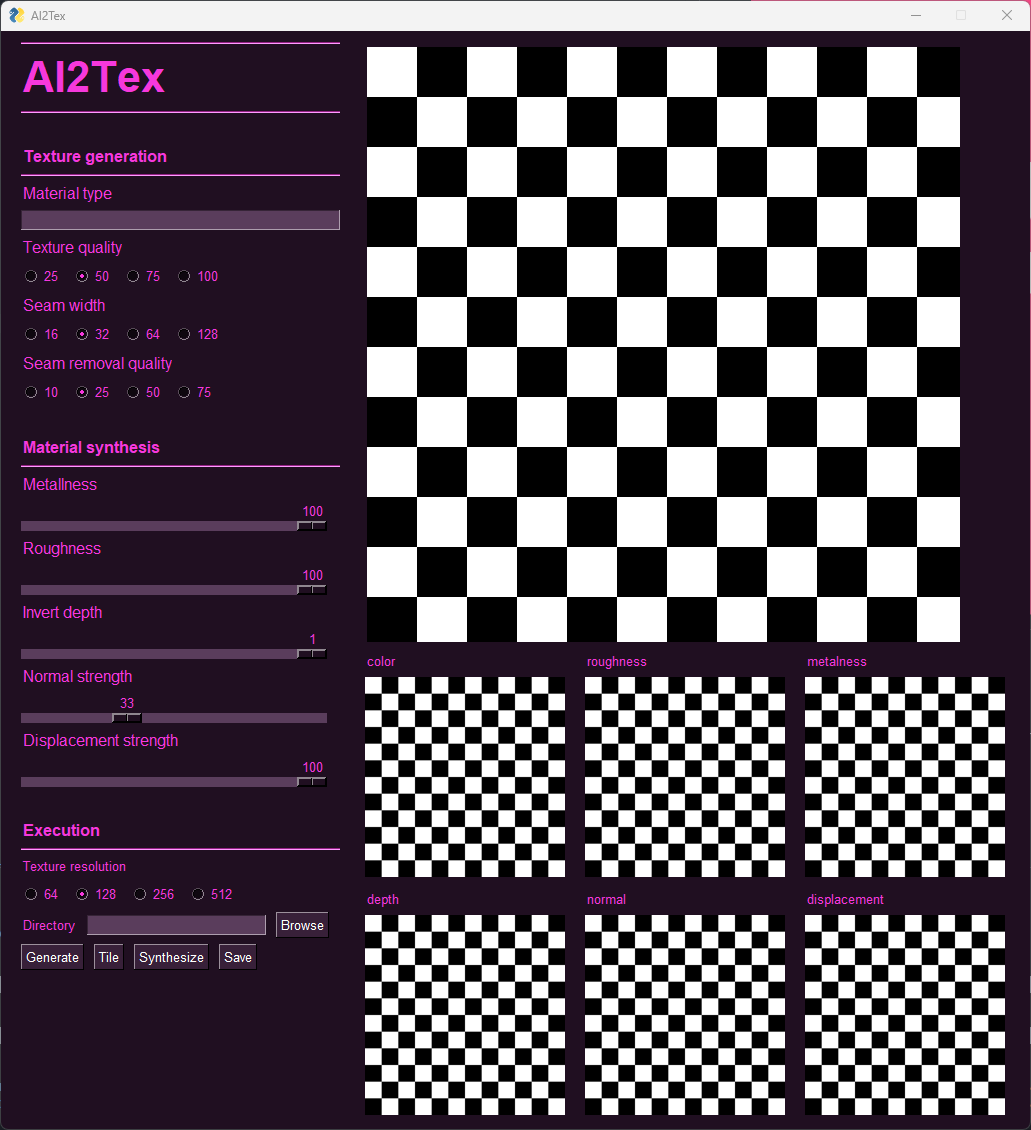 AI2Tex
AI2Tex
Texture generation
Material type
Texture quality
25 50 75 100
Seam width
16 32 64 128
Seam removal quality
10 25 50 75
Material synthesis
Metallness
100
Roughness
100
Invert depth
1
Normal strength
33
Displacement strength
100
Execution
Texture resolution
64 128 256 512
Directory Browse
Generate Tile Synthesize Save
color roughness metalness
depth normal displacement